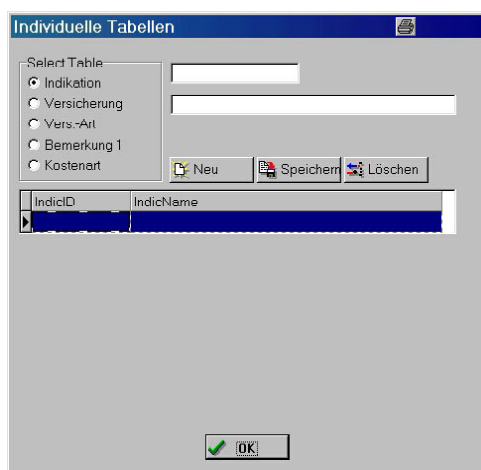 Individuelle Tabellen
Select Table
Indikation
Versicherung
Vers.-Art
Bemerkung 1
Kostenart
Neu
Speichern
Löschen
IndicID
IndicName
OK